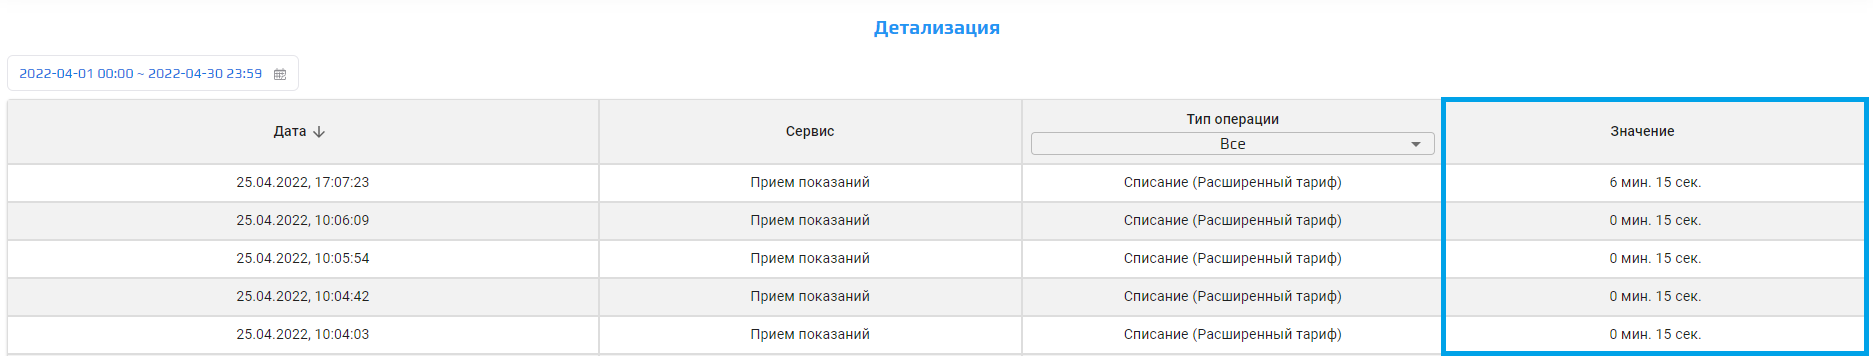 Детализация
2022-04-01 00:00 ~ 2022-04-30 23:59
Дата Сервис Тип операции Значение
Все
25.04.2022, 17:07:23 Прием показаний Списание (Расширенный тариф) 6 мин. 15 сек.
25.04.2022, 10:06:09 Прием показаний Списание (Расширенный тариф) 0 мин. 15 сек.
25.04.2022, 10:05:54 Прием показаний Списание (Расширенный тариф) 0 мин. 15 сек.
25.04.2022, 10:04:42 Прием показаний Списание (Расширенный тариф) 0 мин. 15 сек.
25.04.2022, 10:04:03 Прием показаний Списание (Расширенный тариф) 0 мин. 15 сек.